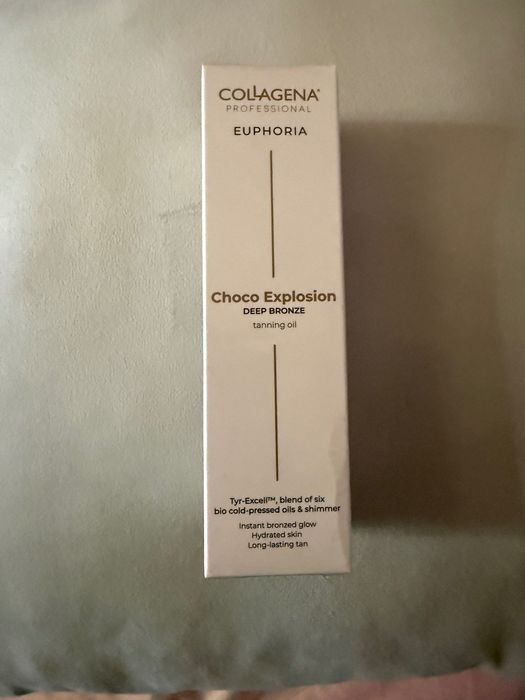 COLLAGENA®
PROFESSIONAL
EUPHORIA
Choco Explosion
DEEP BRONZE
tanning oil
Tyr-Excel™, blend of six
bio cold-pressed oils & shimmer
Instant bronzed glow
Hydrated skin
Long-lasting tan